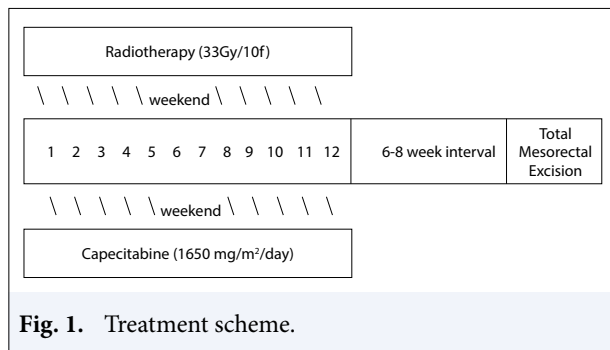 Radiotherapy (33Gy/10f)
\ \ \ \ \ weekend \ \ \ \ \
1 2 3 4 5 6 7 8 9 10 11 12
6-8 week interval
Total
Mesorectal
Excision
\ \ \ \ \ weekend \ \ \ \ \
Capecitabine (1650 mg/m²/day)
Fig. 1. Treatment scheme.